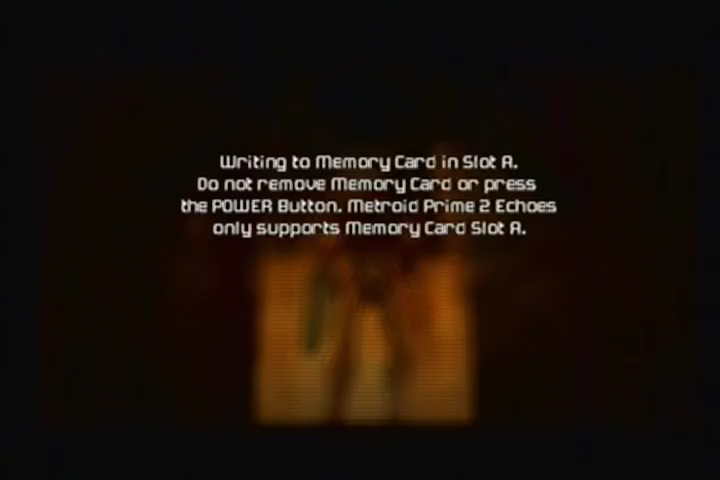 Writing to Memory Card in Slot A.
Do not remove Memory Card or press
the POWER Button. Metroid Prime 2 Echoes
only supports Memory Card Slot A.